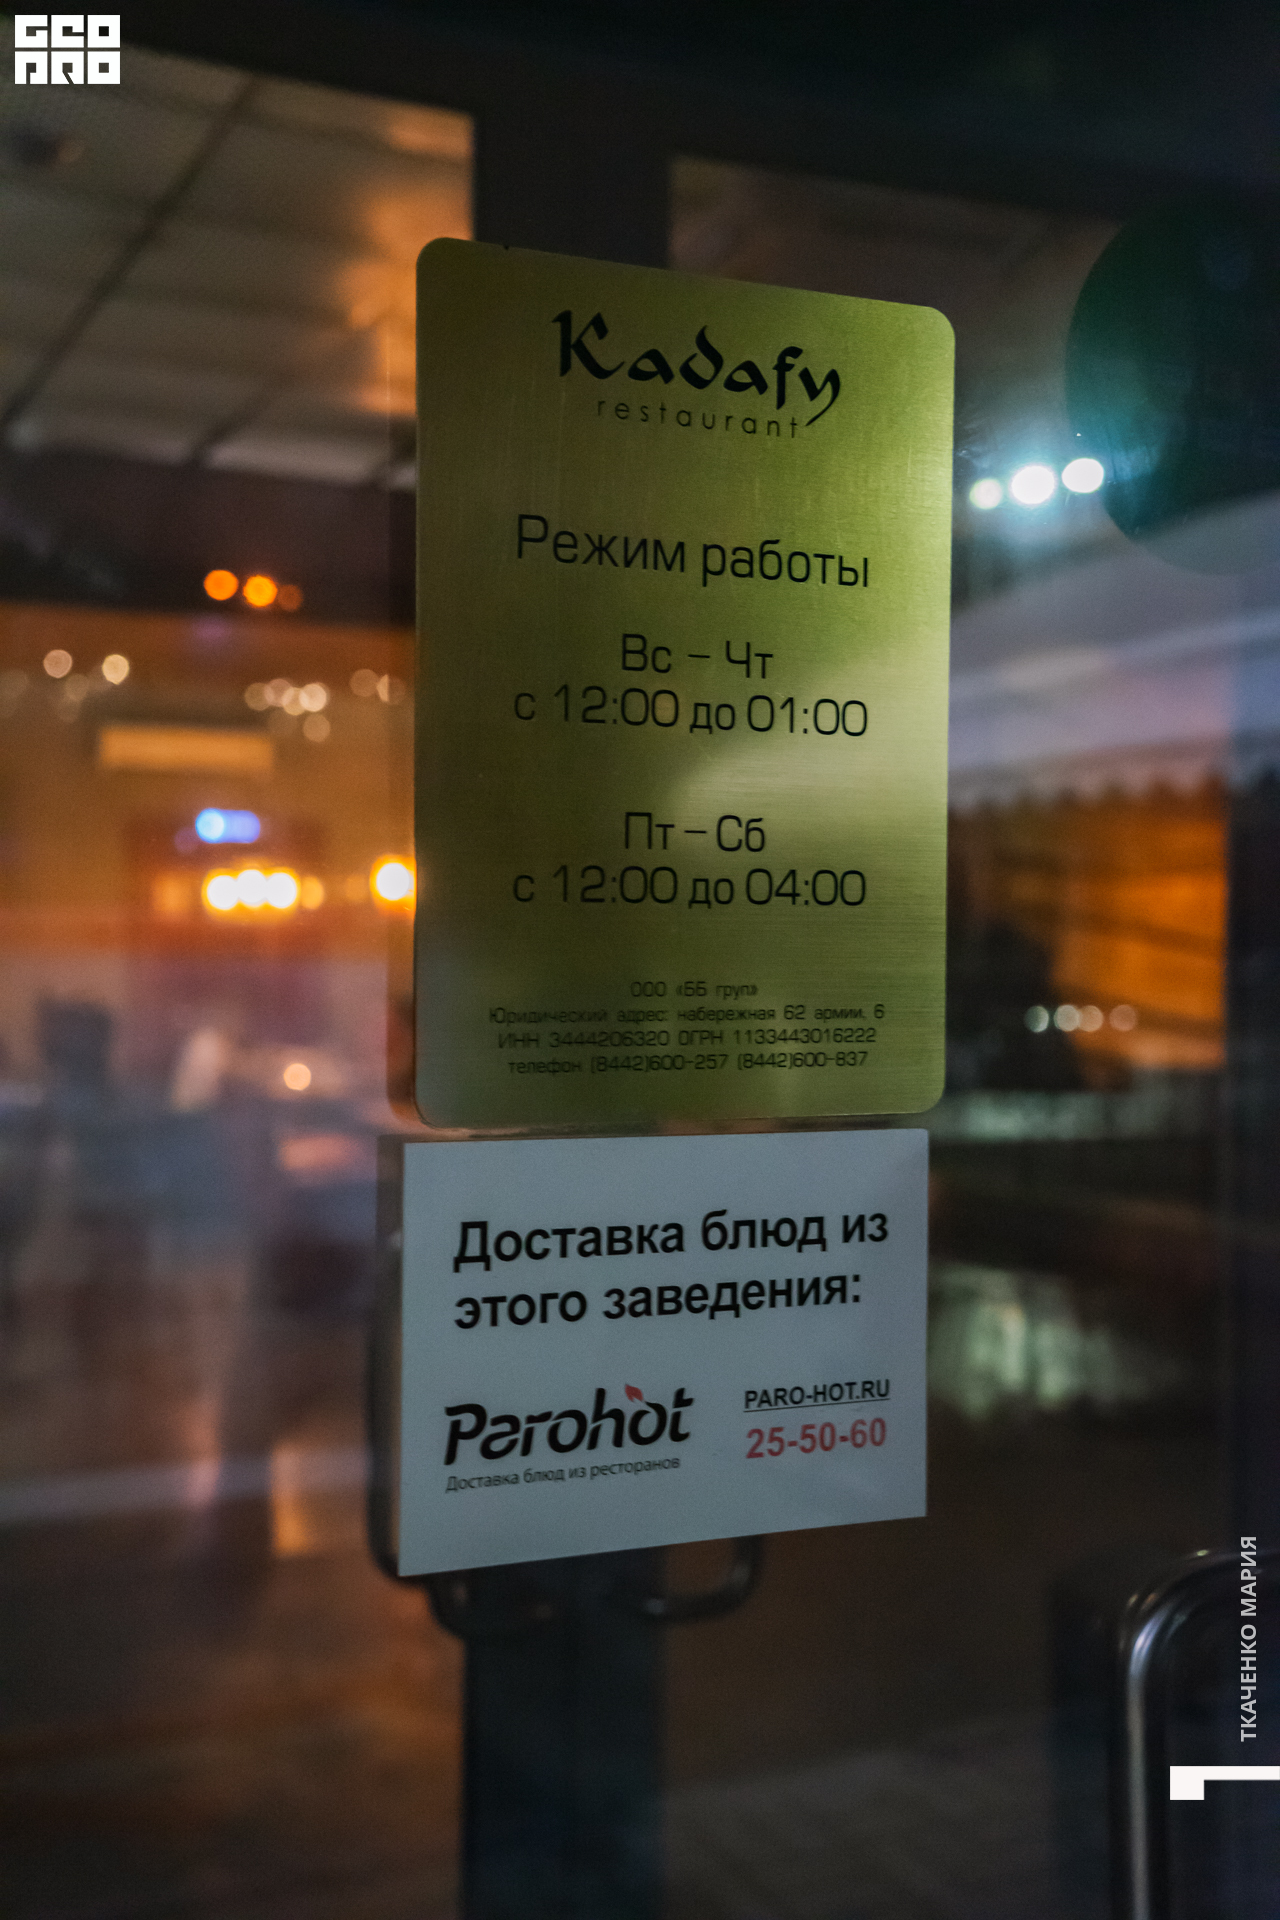 GEO
PRO
Kadafy
restaurant
Режим работы
Вс – Чт
с 12:00 до 01:00
Пт – Сб
с 12:00 до 04:00
ООО «ББ груп»
Юридический адрес: набережная 62 армии, 6
ИНН 3444206320 ОГРН 1133443016222
телефон (8442)600-257 (8442)600-837
Доставка блюд из
этого заведения:
Parohot
Доставка блюд из ресторанов
PARO-HOT.RU
25-50-60
ТКАЧЕНКО МАРИЯ